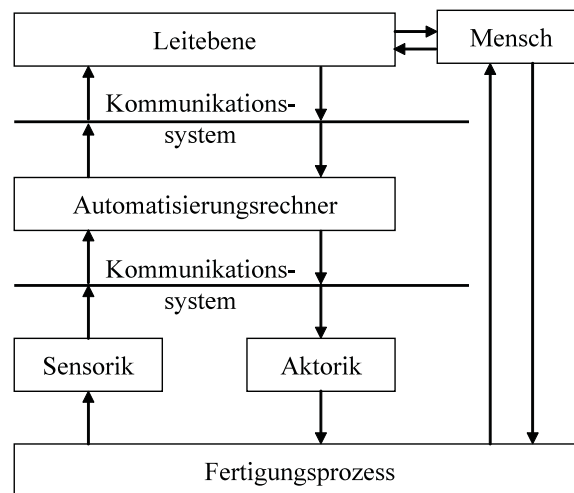 Leitebene
Mensch
Kommunikations-
system
Automatisierungsrechner
Kommunikations-
system
Sensorik
Aktorik
Fertigungsprozess